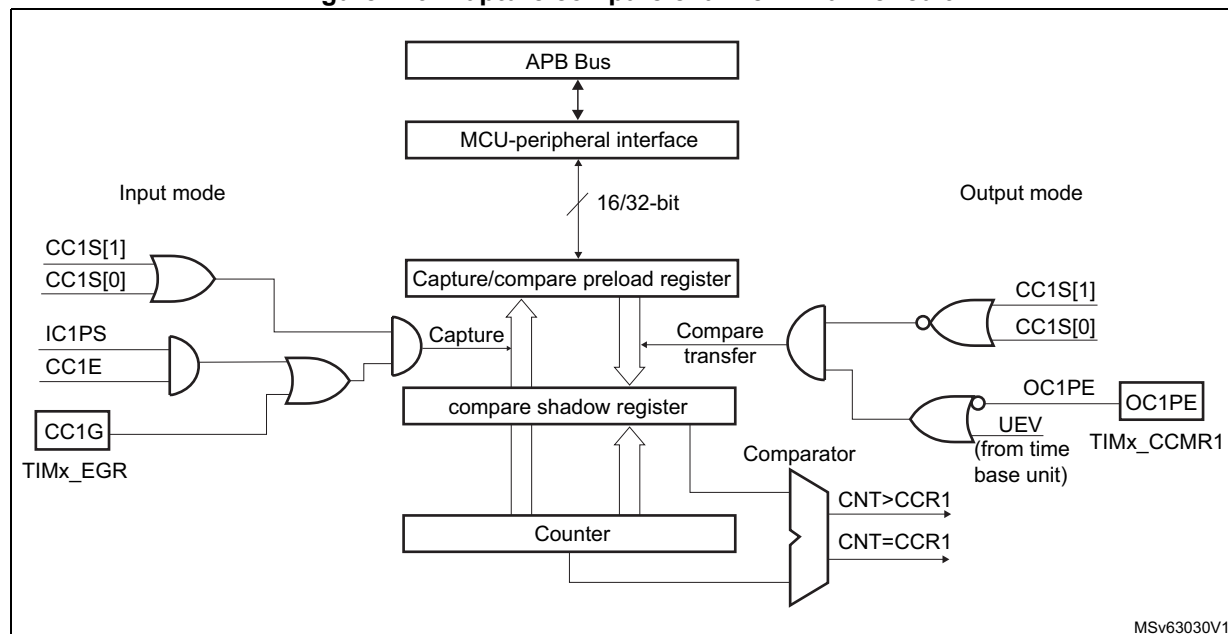 APB Bus
MCU-peripheral interface
16/32-bit
Input mode
Output mode
CC1S[1]
CC1S[0]
IC1PS
CC1E
CC1G
TIMx_EGR
Capture/compare preload register
Capture
Compare
transfer
compare shadow register
Counter
Comparator
CNT>CCR1
CNT=CCR1
CC1S[1]
CC1S[0]
OC1PE
OC1PE
UEV
(from time
base unit)
TIMx_CCMR1
MSv63030V1